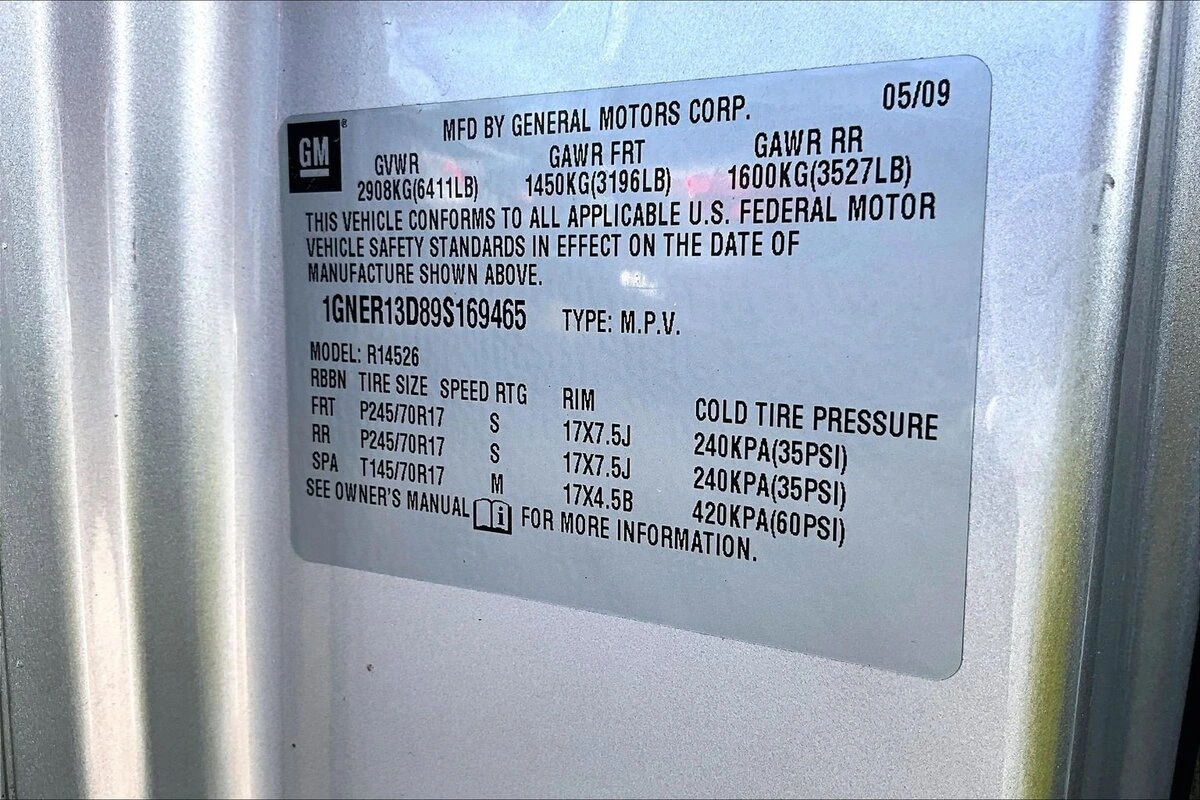 05/09
GM®
MFD BY GENERAL MOTORS CORP.
GVWR GAWR FRT GAWR RR
2908KG(6411LB) 1450KG(3196LB) 1600KG(3527LB)
THIS VEHICLE CONFORMS TO ALL APPLICABLE U.S. FEDERAL MOTOR
VEHICLE SAFETY STANDARDS IN EFFECT ON THE DATE OF
MANUFACTURE SHOWN ABOVE.
1GNER13D89S169465 TYPE: M.P.V.
MODEL: R14526
RBBN TIRE SIZE SPEED RTG RIM COLD TIRE PRESSURE
FRT P245/70R17 S 17X7.5J 240KPA(35PSI)
RR P245/70R17 S 17X7.5J 240KPA(35PSI)
SPA T145/70R17 M 17X4.5B 420KPA(60PSI)
SEE OWNER'S MANUAL i FOR MORE INFORMATION.